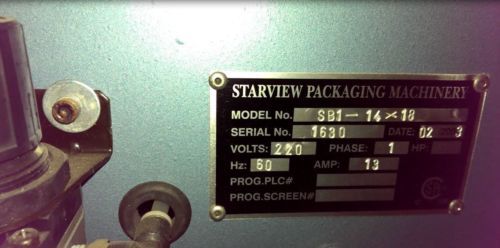 STARVIEW PACKAGING MACHINERY
MODEL No. SB1-14×18
SERIAL No. 1630 DATE: 02
VOLTS: 220 PHASE: 1 HP:
Hz: 60 AMP: 13
PROG.PLC#
PROG.SCREEN#